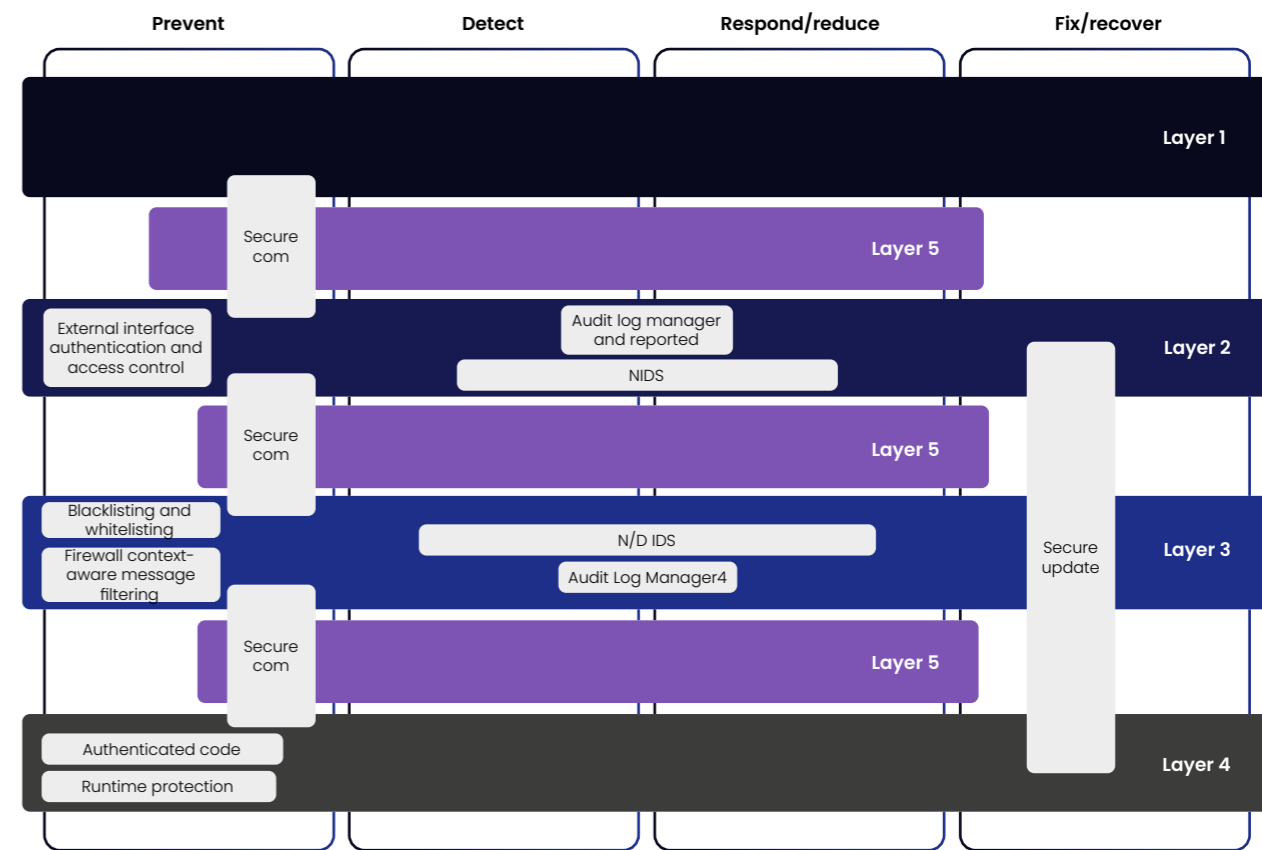 Prevent
Detect
Respond/reduce
Fix/recover
Layer 1
Secure
com
Layer 5
External interface
authentication and
access control
Audit log manager
and reported
NIDS
Layer 2
Secure
com
Layer 5
Blacklisting and
whitelisting
Firewall context-
aware message
filtering
N/D IDS
Audit Log Manager4
Secure
update
Layer 3
Secure
com
Layer 5
Authenticated code
Runtime protection
Layer 4